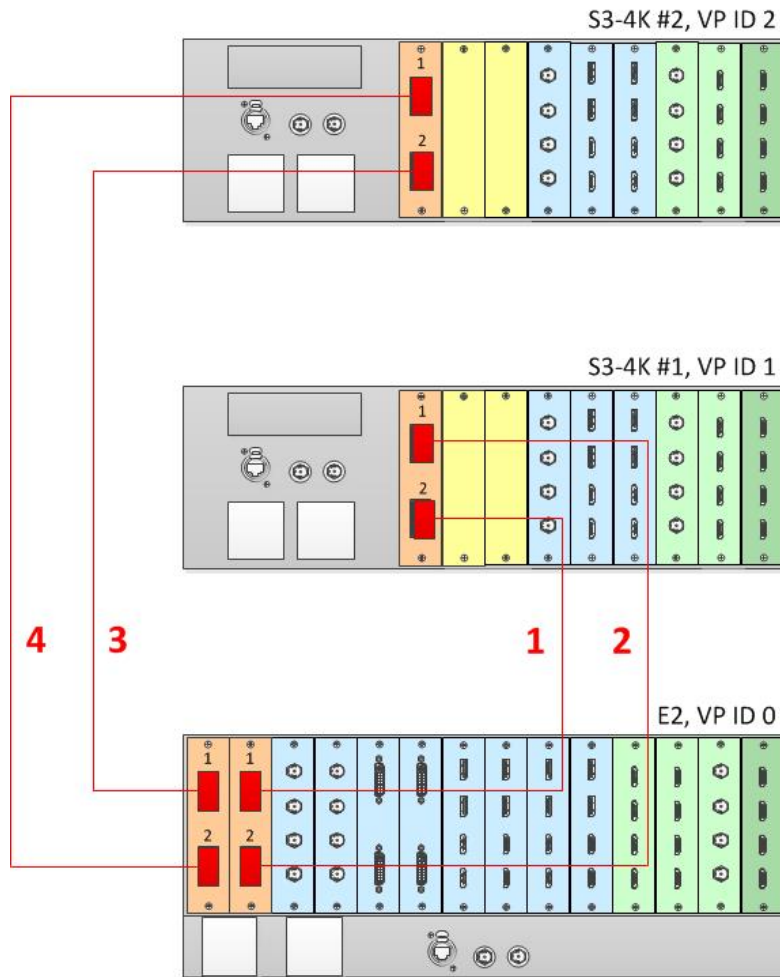 S3-4K #2, VP ID 2
1
2
S3-4K #1, VP ID 1
1
2
4 3 1 2
E2, VP ID 0
1 1
2 2